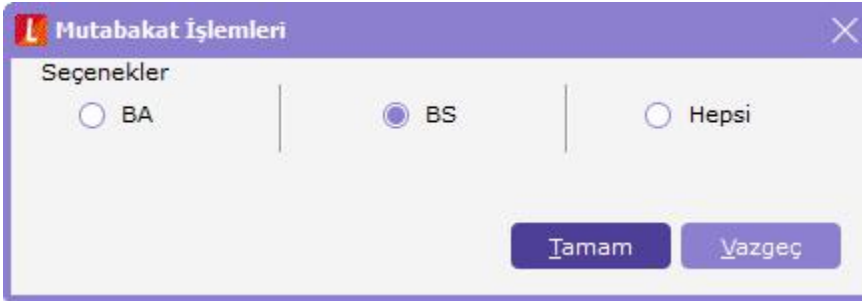 L Mutabakat İşlemleri
Seçenekler
BA BS Hepsi
Tamam Vazgeç